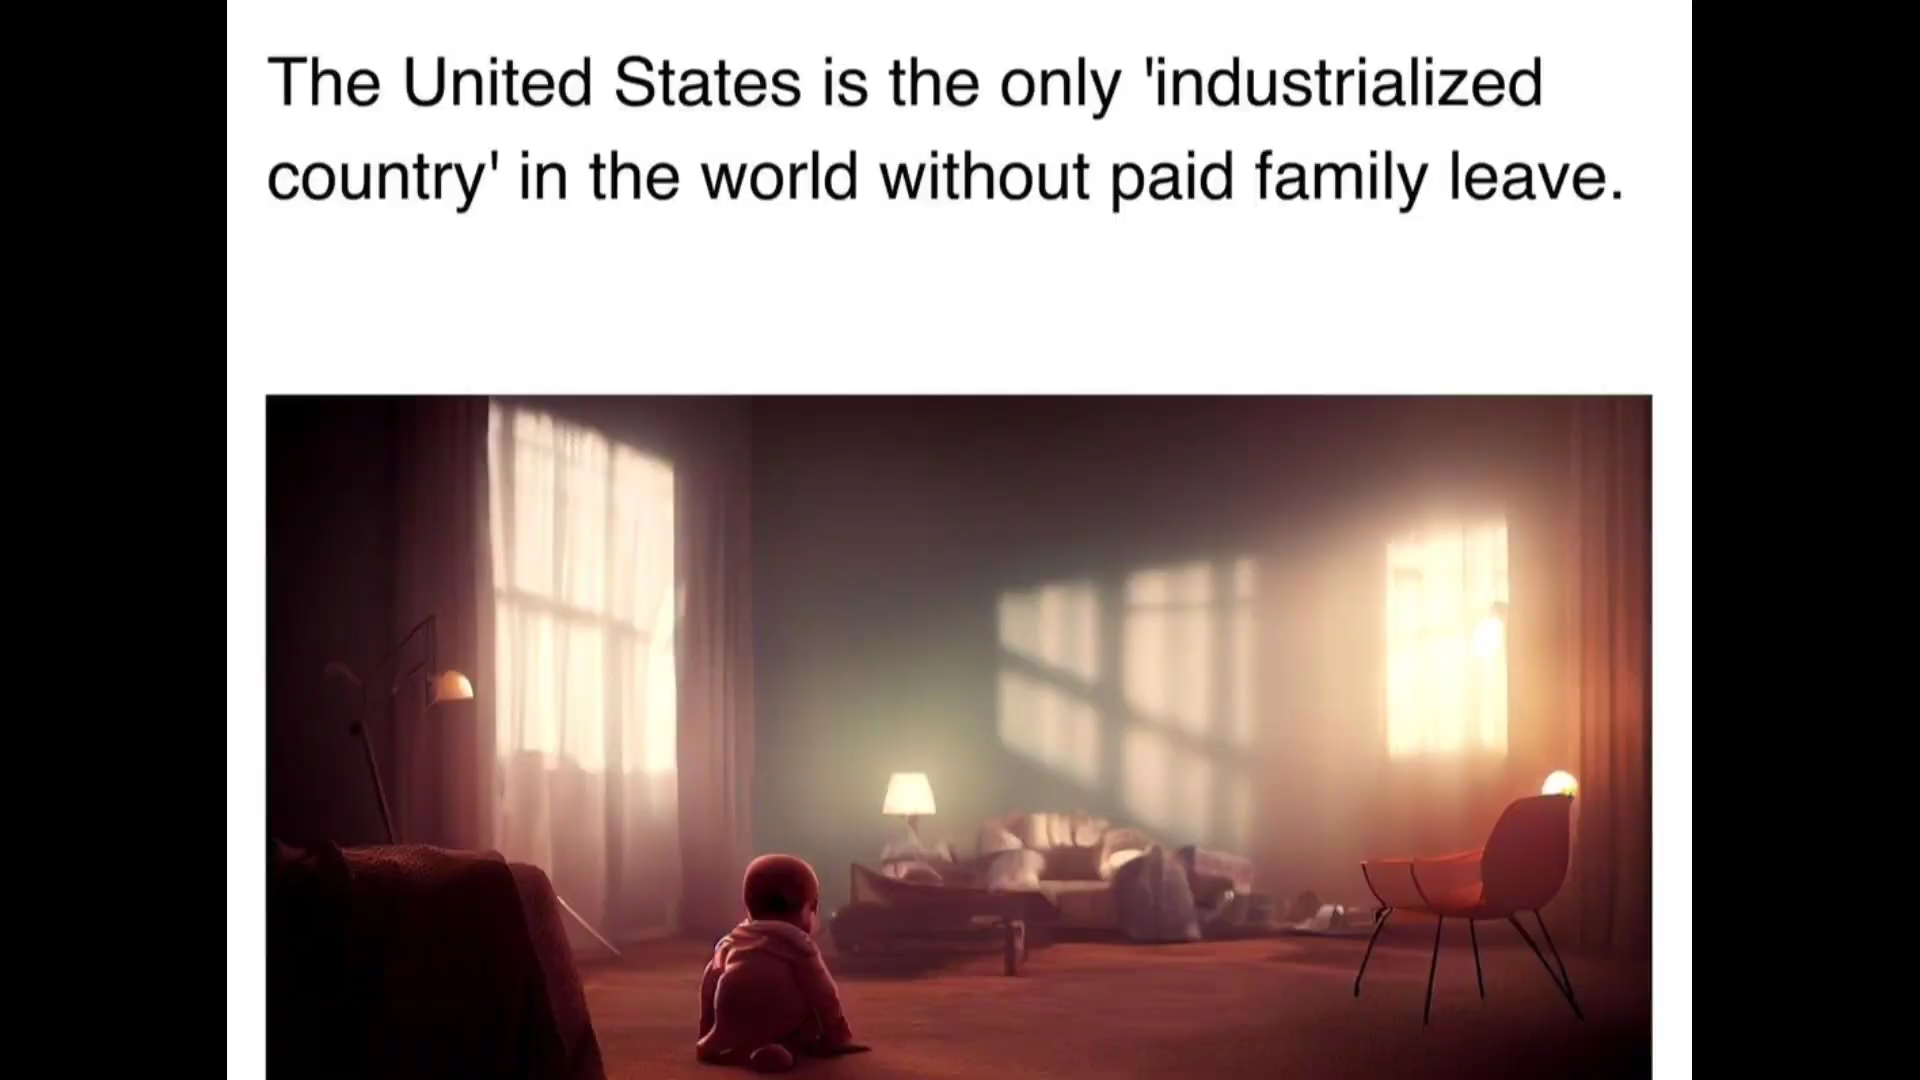 The United States is the only 'industrialized
country' in the world without paid family leave.